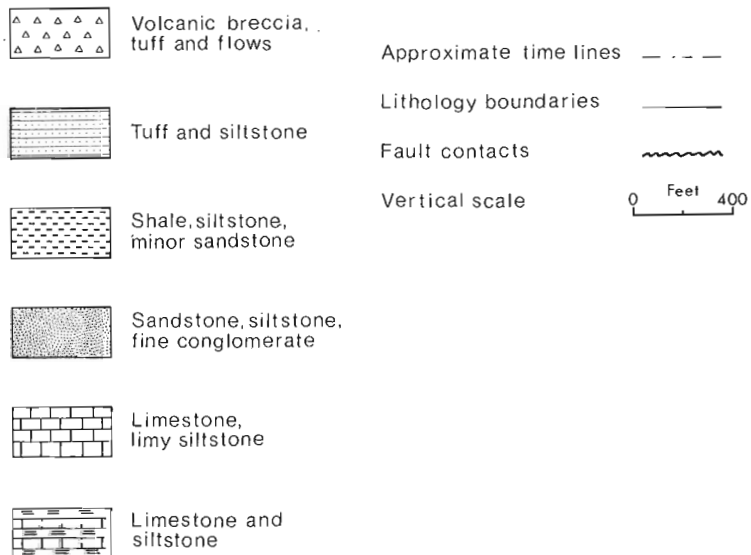 Volcanic breccia,
tuff and flows
Tuff and siltstone
Shale, siltstone,
minor sandstone
Sandstone, siltstone,
fine conglomerate
Limestone,
limy siltstone
Limestone and
siltstone
Approximate time lines
Lithology boundaries
Fault contacts
Vertical scale
0 Feet 400